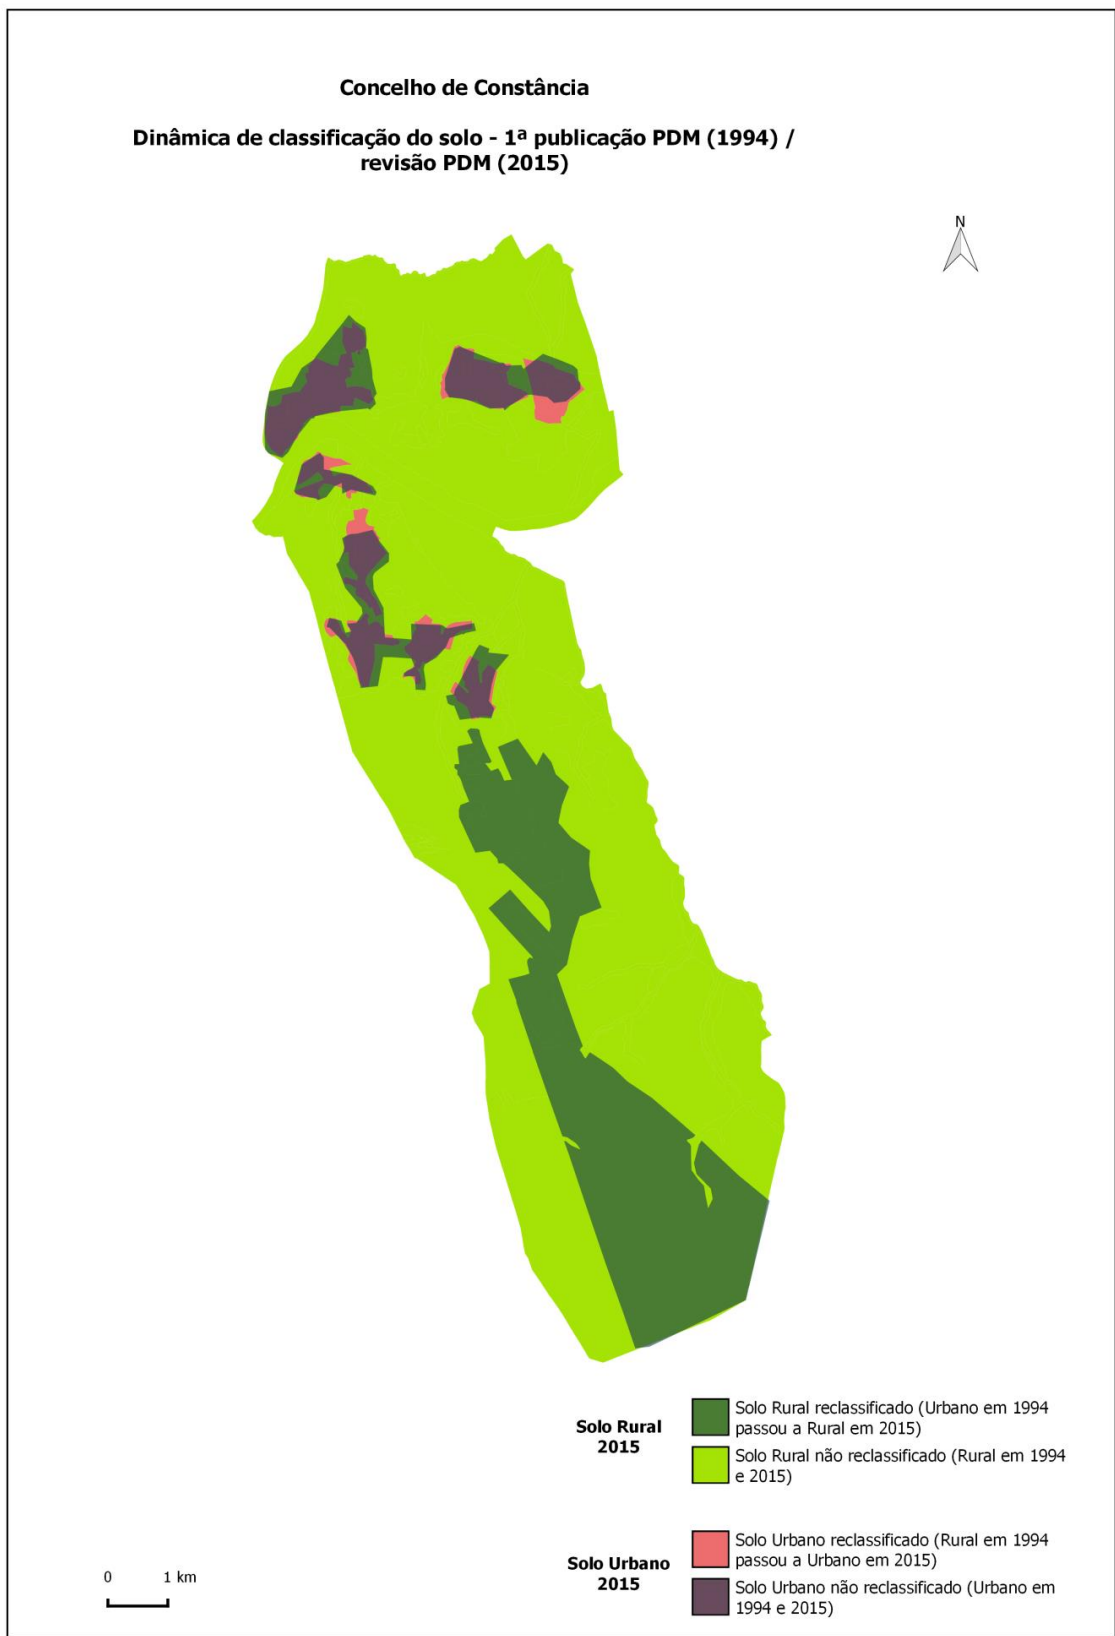 Concelho de Constância
Dinâmica de classificação do solo - 1ª publicação PDM (1994) /
revisão PDM (2015)
N
Solo Rural
2015
Solo Rural reclassificado (Urbano em 1994
passou a Rural em 2015)
Solo Rural não reclassificado (Rural em 1994
e 2015)
Solo Urbano
2015
Solo Urbano reclassificado (Rural em 1994
passou a Urbano em 2015)
Solo Urbano não reclassificado (Urbano em
1994 e 2015)
0 1 km